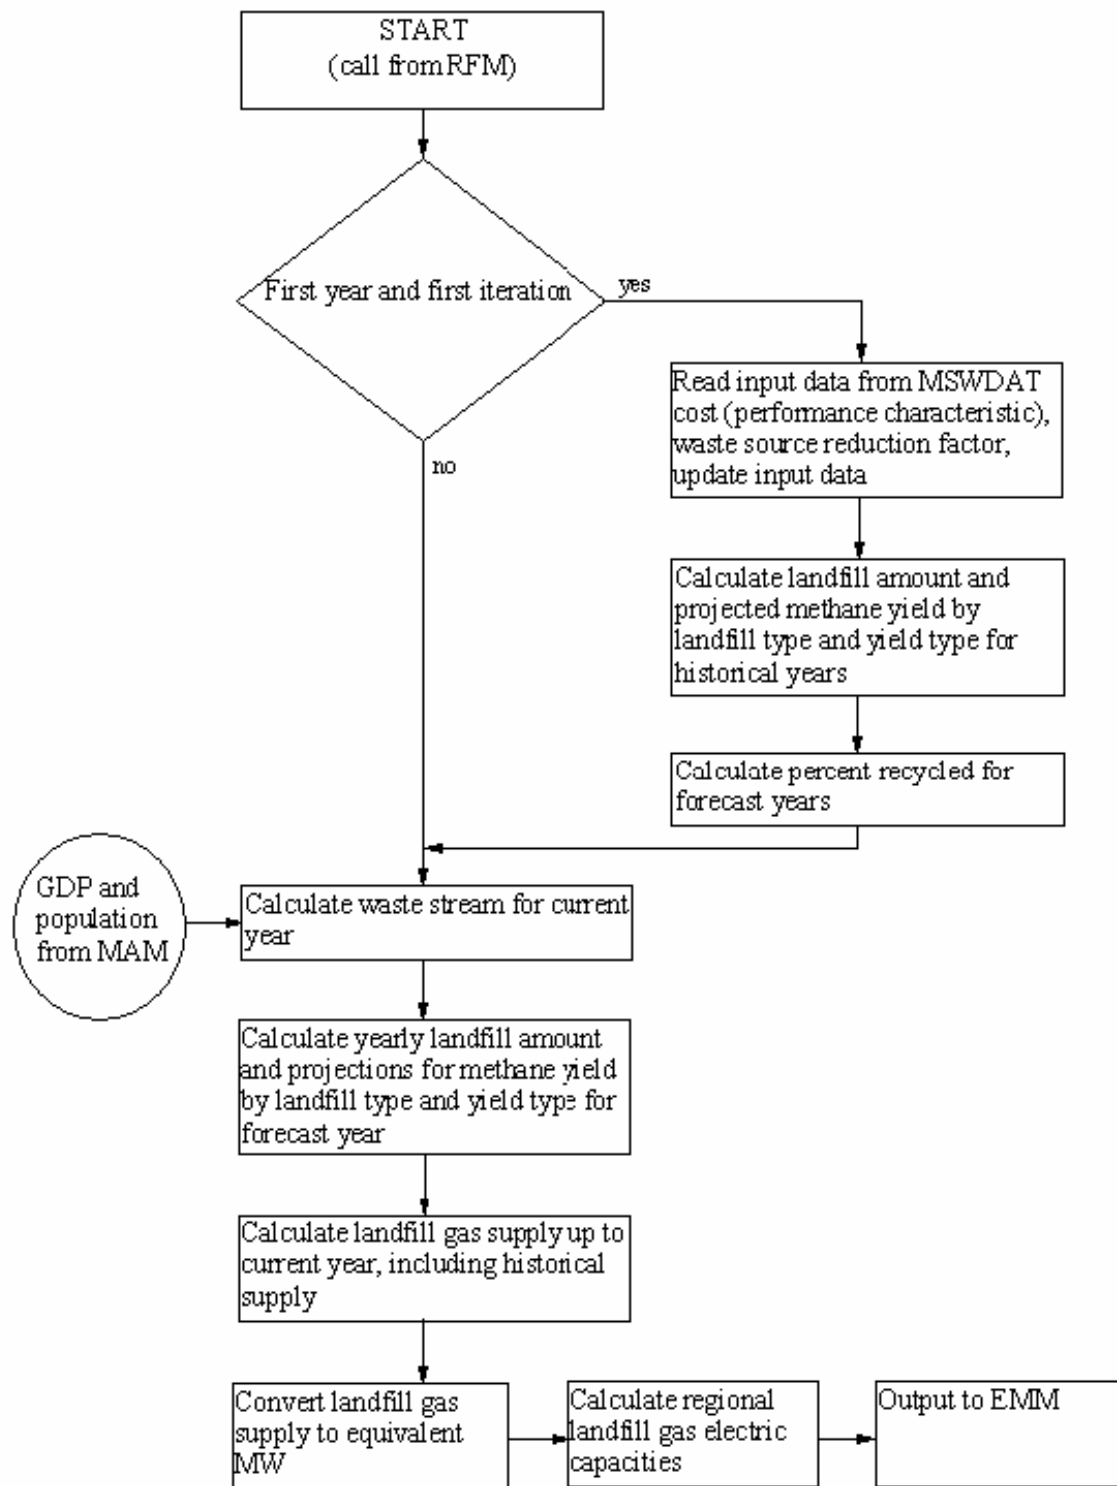 START
(call from RFM)
First year and first iteration
yes
Read input data from MSWDAT
cost (performance characteristic),
waste source reduction factor,
update input data
no
Calculate landfill amount and
projected methane yield by
landfill type and yield type for
historical years
Calculate percent recycled for
forecast years
GDP and
population
from MAM
Calculate waste stream for current
year
Calculate yearly landfill amount
and projections for methane yield
by landfill type and yield type for
forecast year
Calculate landfill gas supply up to
current year, including historical
supply
Convert landfill gas
supply to equivalent
MW
Calculate regional
landfill gas electric
capacities
Output to EMM